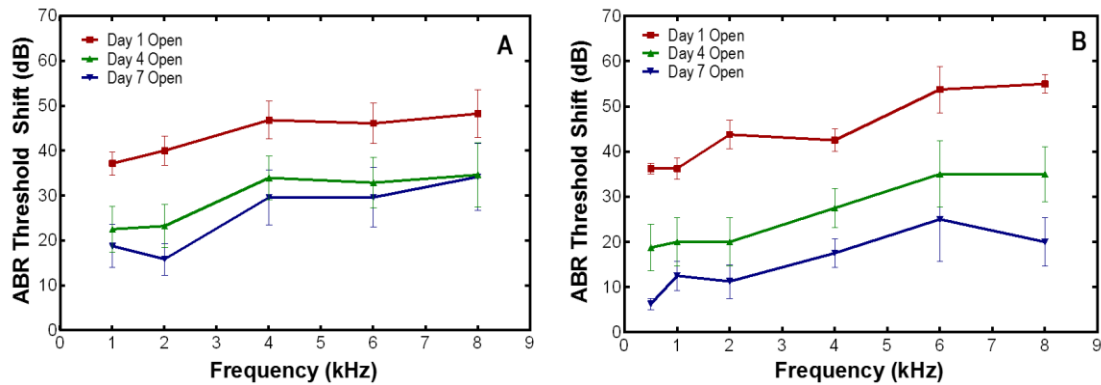 A
Day 1 Open
Day 4 Open
Day 7 Open
ABR Threshold Shift (dB)
70
60
50
40
30
20
10
0
0 1 2 3 4 5 6 7 8 9
Frequency (kHz)
B
Day 1 Open
Day 4 Open
Day 7 Open
ABR Threshold Shift (dB)
70
60
50
40
30
20
10
0
0 1 2 3 4 5 6 7 8 9
Frequency (kHz)